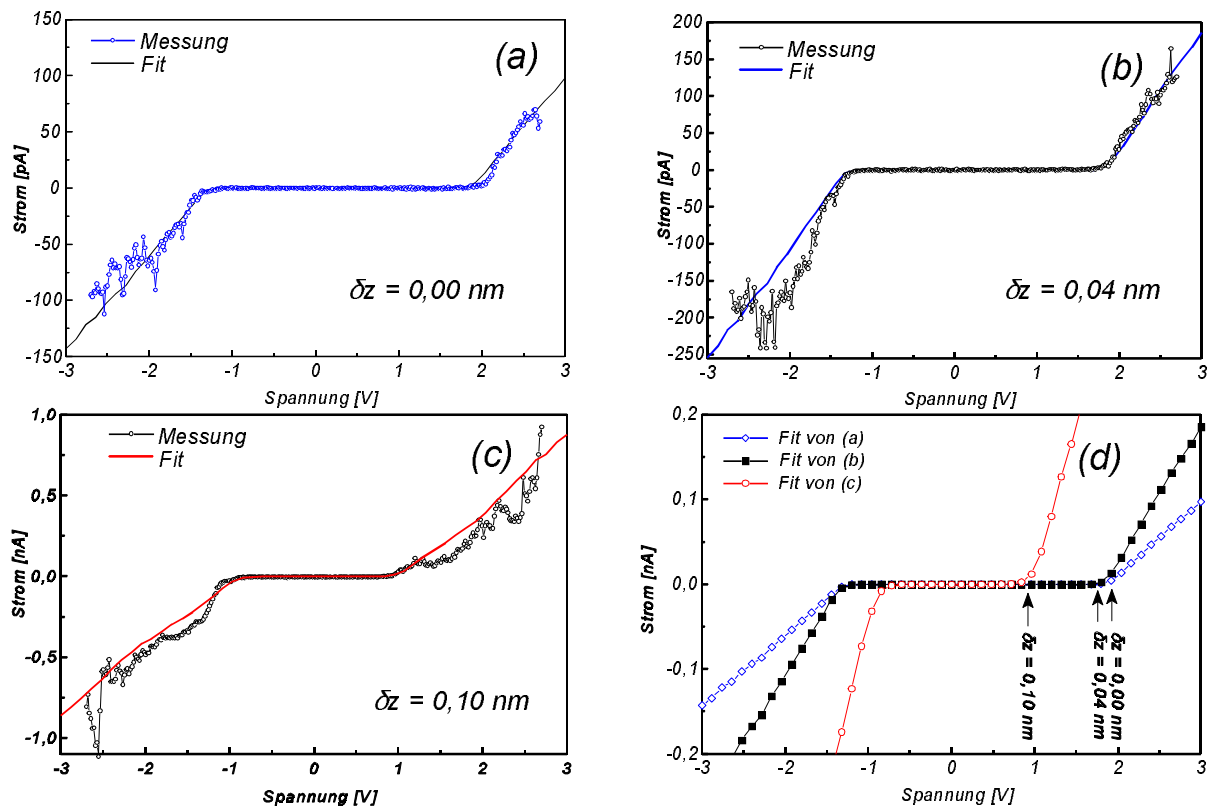 150
100
50
0
-50
-100
-150
-3 -2 -1 0 1 2 3
Strom [pA]
Spannung [V]
Messung
Fit
(a)
δz = 0,00 nm
200
150
100
50
0
-50
-100
-150
-200
-250
-3 -2 -1 0 1 2 3
Strom [pA]
Spannung [V]
Messung
Fit
(b)
δz = 0,04 nm
1,0
0,5
0,0
-0,5
-1,0
-3 -2 -1 0 1 2 3
Strom [nA]
Spannung [V]
Messung
Fit
(c)
δz = 0,10 nm
0,2
0,1
0,0
-0,1
-0,2
-3 -2 -1 0 1 2 3
Strom [nA]
Spannung [V]
Fit von (a)
Fit von (b)
Fit von (c)
(d)
δz = 0,10 nm
δz = 0,04 nm
δz = 0,00 nm